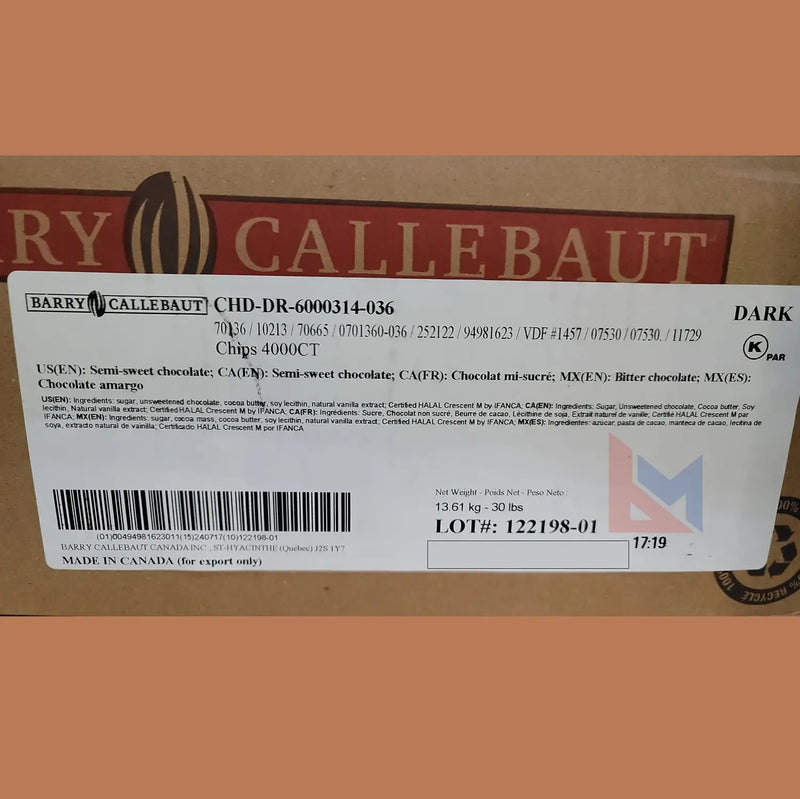 RY CALLEBAUT
BARRY CALLEBAUT CHD-DR-6000314-036
DARK
70136 / 10213 / 70665 / 0701360-036 / 252122 / 94981623 / VDF #1457 / 07530 / 07530. / 11729
Chips 4000CT
K PAR
US(EN): Semi-sweet chocolate; CA(EN): Semi-sweet chocolate; CA(FR): Chocolat mi-sucré; MX(EN): Bitter chocolate; MX(ES):
Chocolate amargo
US(EN): Ingredients: sugar, unsweetened chocolate, cocoa butter, soy lecithin, natural vanilla extract; Certified HALAL Crescent M by IFANCA; CA(EN): Ingredients: Sugar, Unsweetened chocolate, Cocoa butter, Soy
lecithin, Natural vanilla extract; Certified HALAL Crescent M by IFANCA; CA(FR): Ingredients: Sucre, Chocolat non sucré, Beurre de cacao, Lécithine de soja, Extrait naturel de vanille; Certifié HALAL Crescent M par
IFANCA; MX(EN): Ingredients: sugar, cocoa mass, cocoa butter, soy lecithin, natural vanilla extract; Certified HALAL Crescent M by IFANCA; MX(ES): Ingredientes: azúcar, pasta de cacao, manteca de cacao, lecitina de
soya, extracto natural de vainilla; Certificado HALAL Crescent M por IFANCA
Net Weight - Poids Net - Peso Neto :
13.61 kg - 30 lbs
LOT#: 122198-01
(01)00494981623011(15)240717(10)122198-01
BARRY CALLEBAUT CANADA INC , ST-HYACINTHE (Québec) J2S 1Y7
MADE IN CANADA (for export only)
17:19
100% RECYCLE